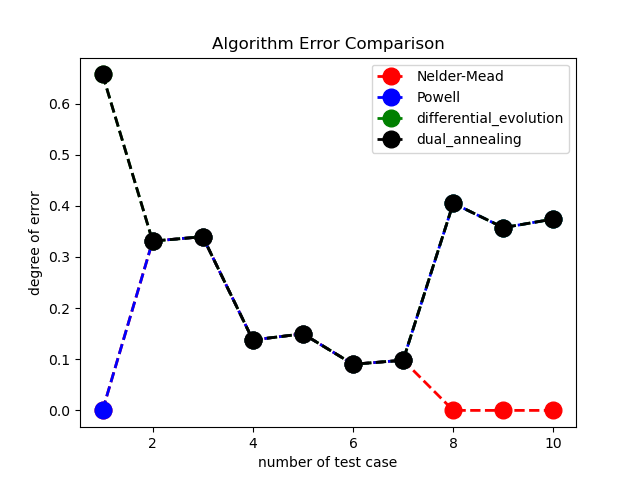 Algorithm Error Comparison
Nelder-Mead
Powell
differential_evolution
dual_annealing
degree of error
0.6
0.5
0.4
0.3
0.2
0.1
0.0
2 4 6 8 10
number of test case